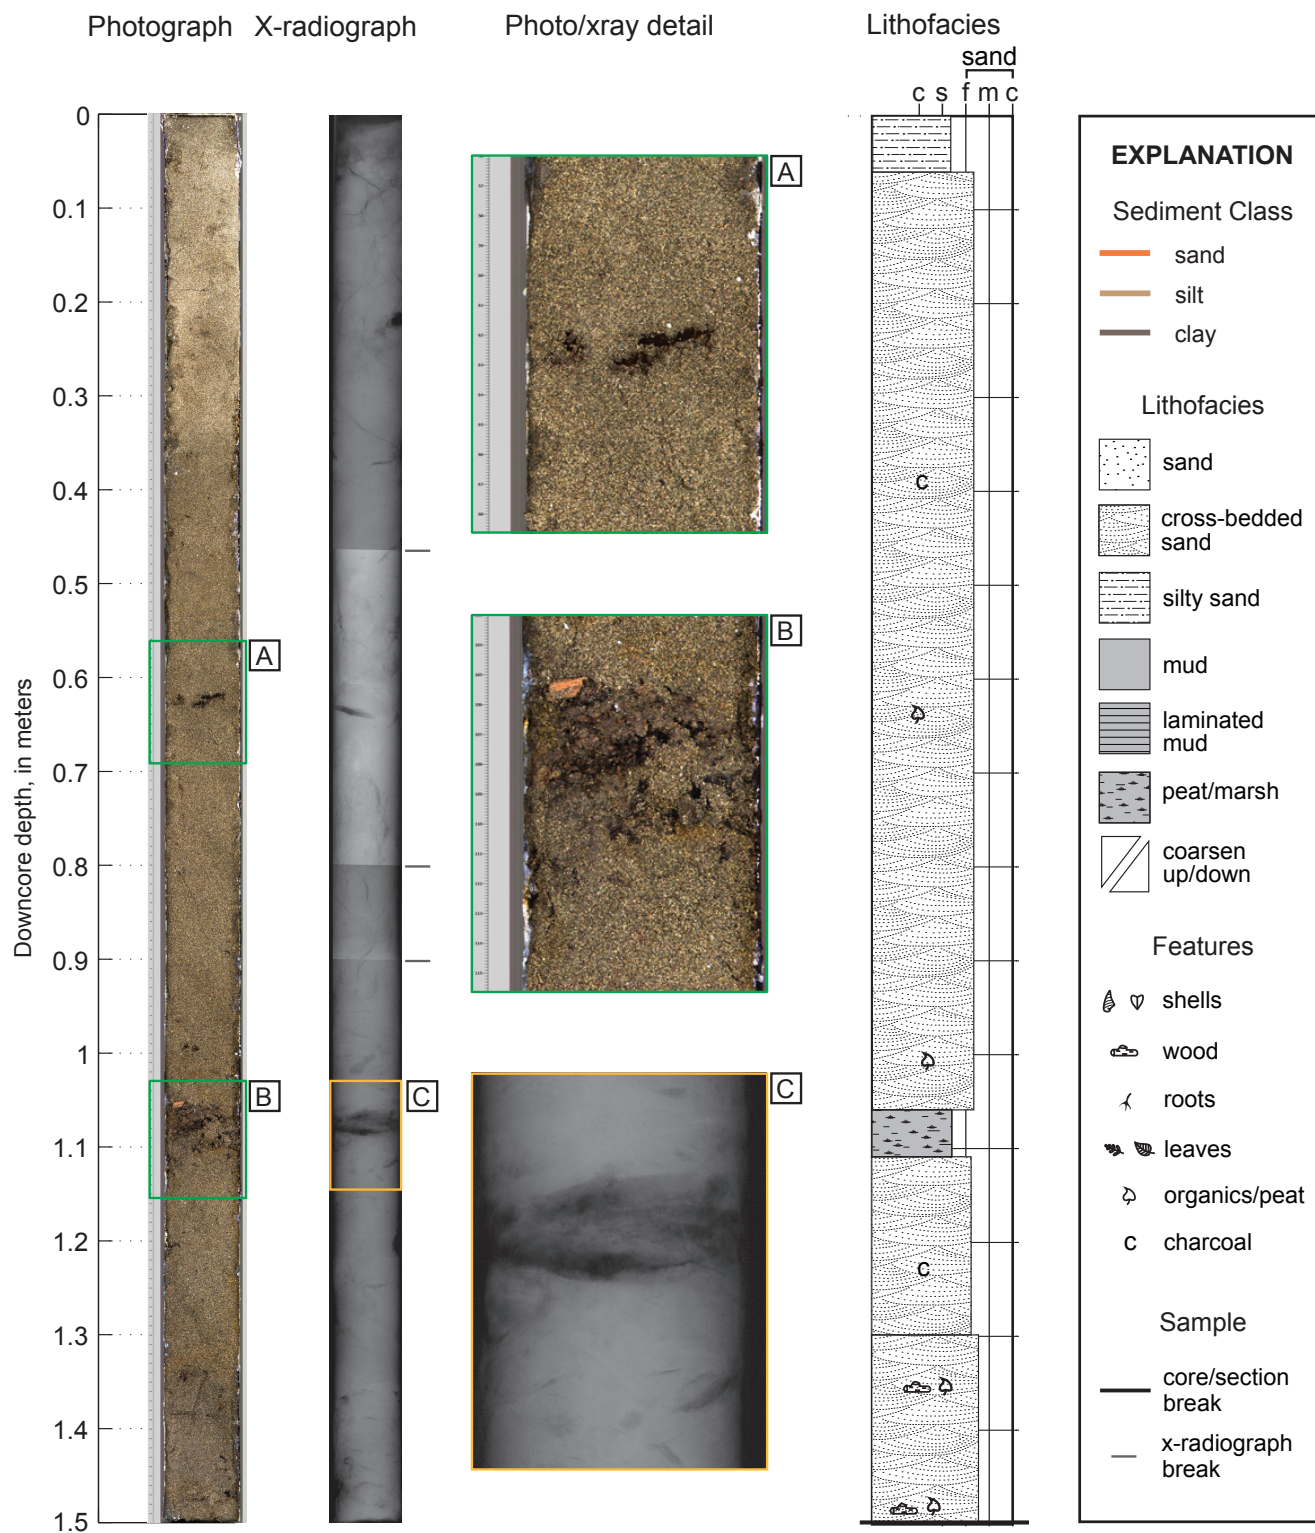 Photograph X-radiograph Photo/xray detail Lithofacies
sand
c s f m c
Downcore depth, in meters
0
0.1
0.2
0.3
0.4
0.5
0.6
0.7
0.8
0.9
1
1.1
1.2
1.3
1.4
1.5
A
B
C
A
B
C
c
c
EXPLANATION
Sediment Class
sand
silt
clay
Lithofacies
sand
cross-bedded
sand
silty sand
mud
laminated
mud
peat/marsh
coarsen
up/down
Features
shells
wood
roots
leaves
organics/peat
c charcoal
Sample
core/section
break
x-radiograph
break